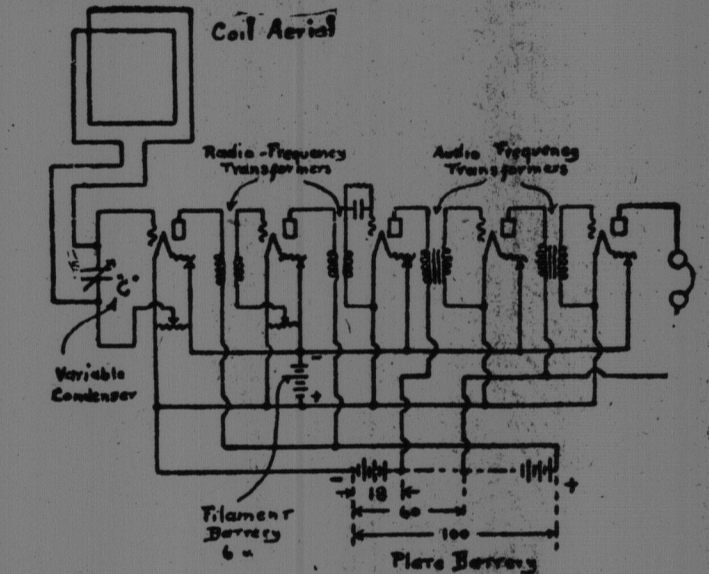 Coil Aerial
Radio-Frequency
Transformers
Audio Frequency
Transformers
"C"
Variable
Condenser
-
+
- 18 +
60
100
Filament
Battery
6 v
Plate Battery